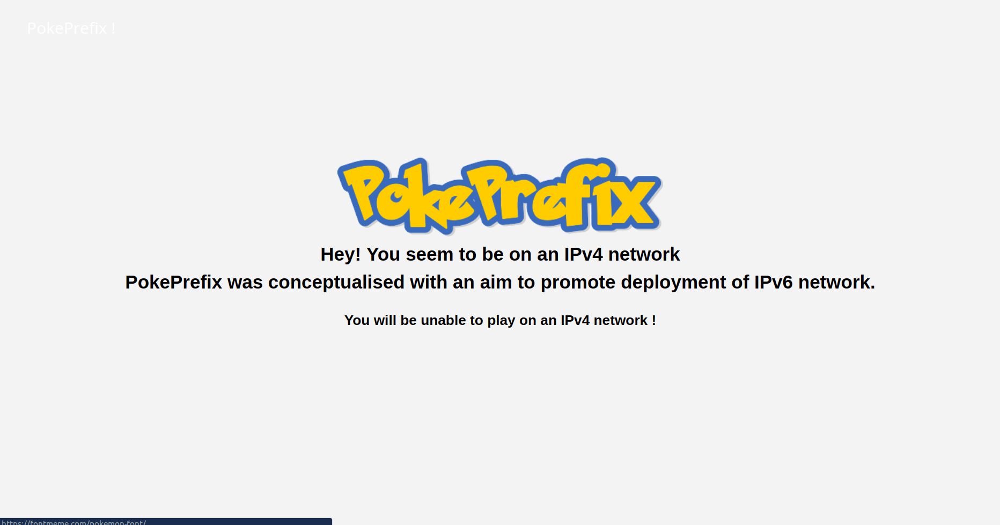 PokePrefix !
PokePrefix
Hey! You seem to be on an IPv4 network
PokePrefix was conceptualised with an aim to promote deployment of IPv6 network.
You will be unable to play on an IPv4 network !
https://fontmeme.com/pokemon-font/